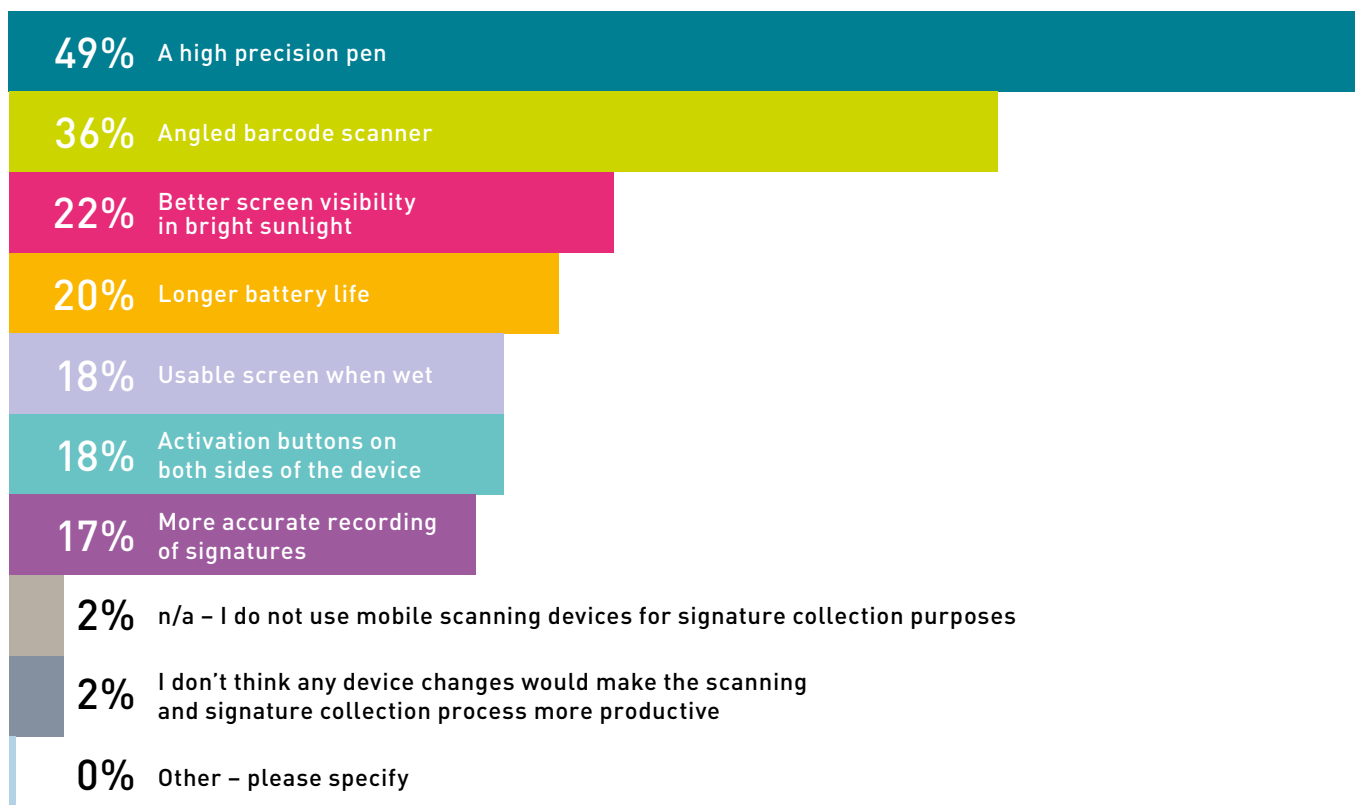 49% A high precision pen
36% Angled barcode scanner
22% Better screen visibility
in bright sunlight
20% Longer battery life
18% Usable screen when wet
18% Activation buttons on
both sides of the device
17% More accurate recording
of signatures
2% n/a – I do not use mobile scanning devices for signature collection purposes
2% I don’t think any device changes would make the scanning
and signature collection process more productive
0% Other – please specify